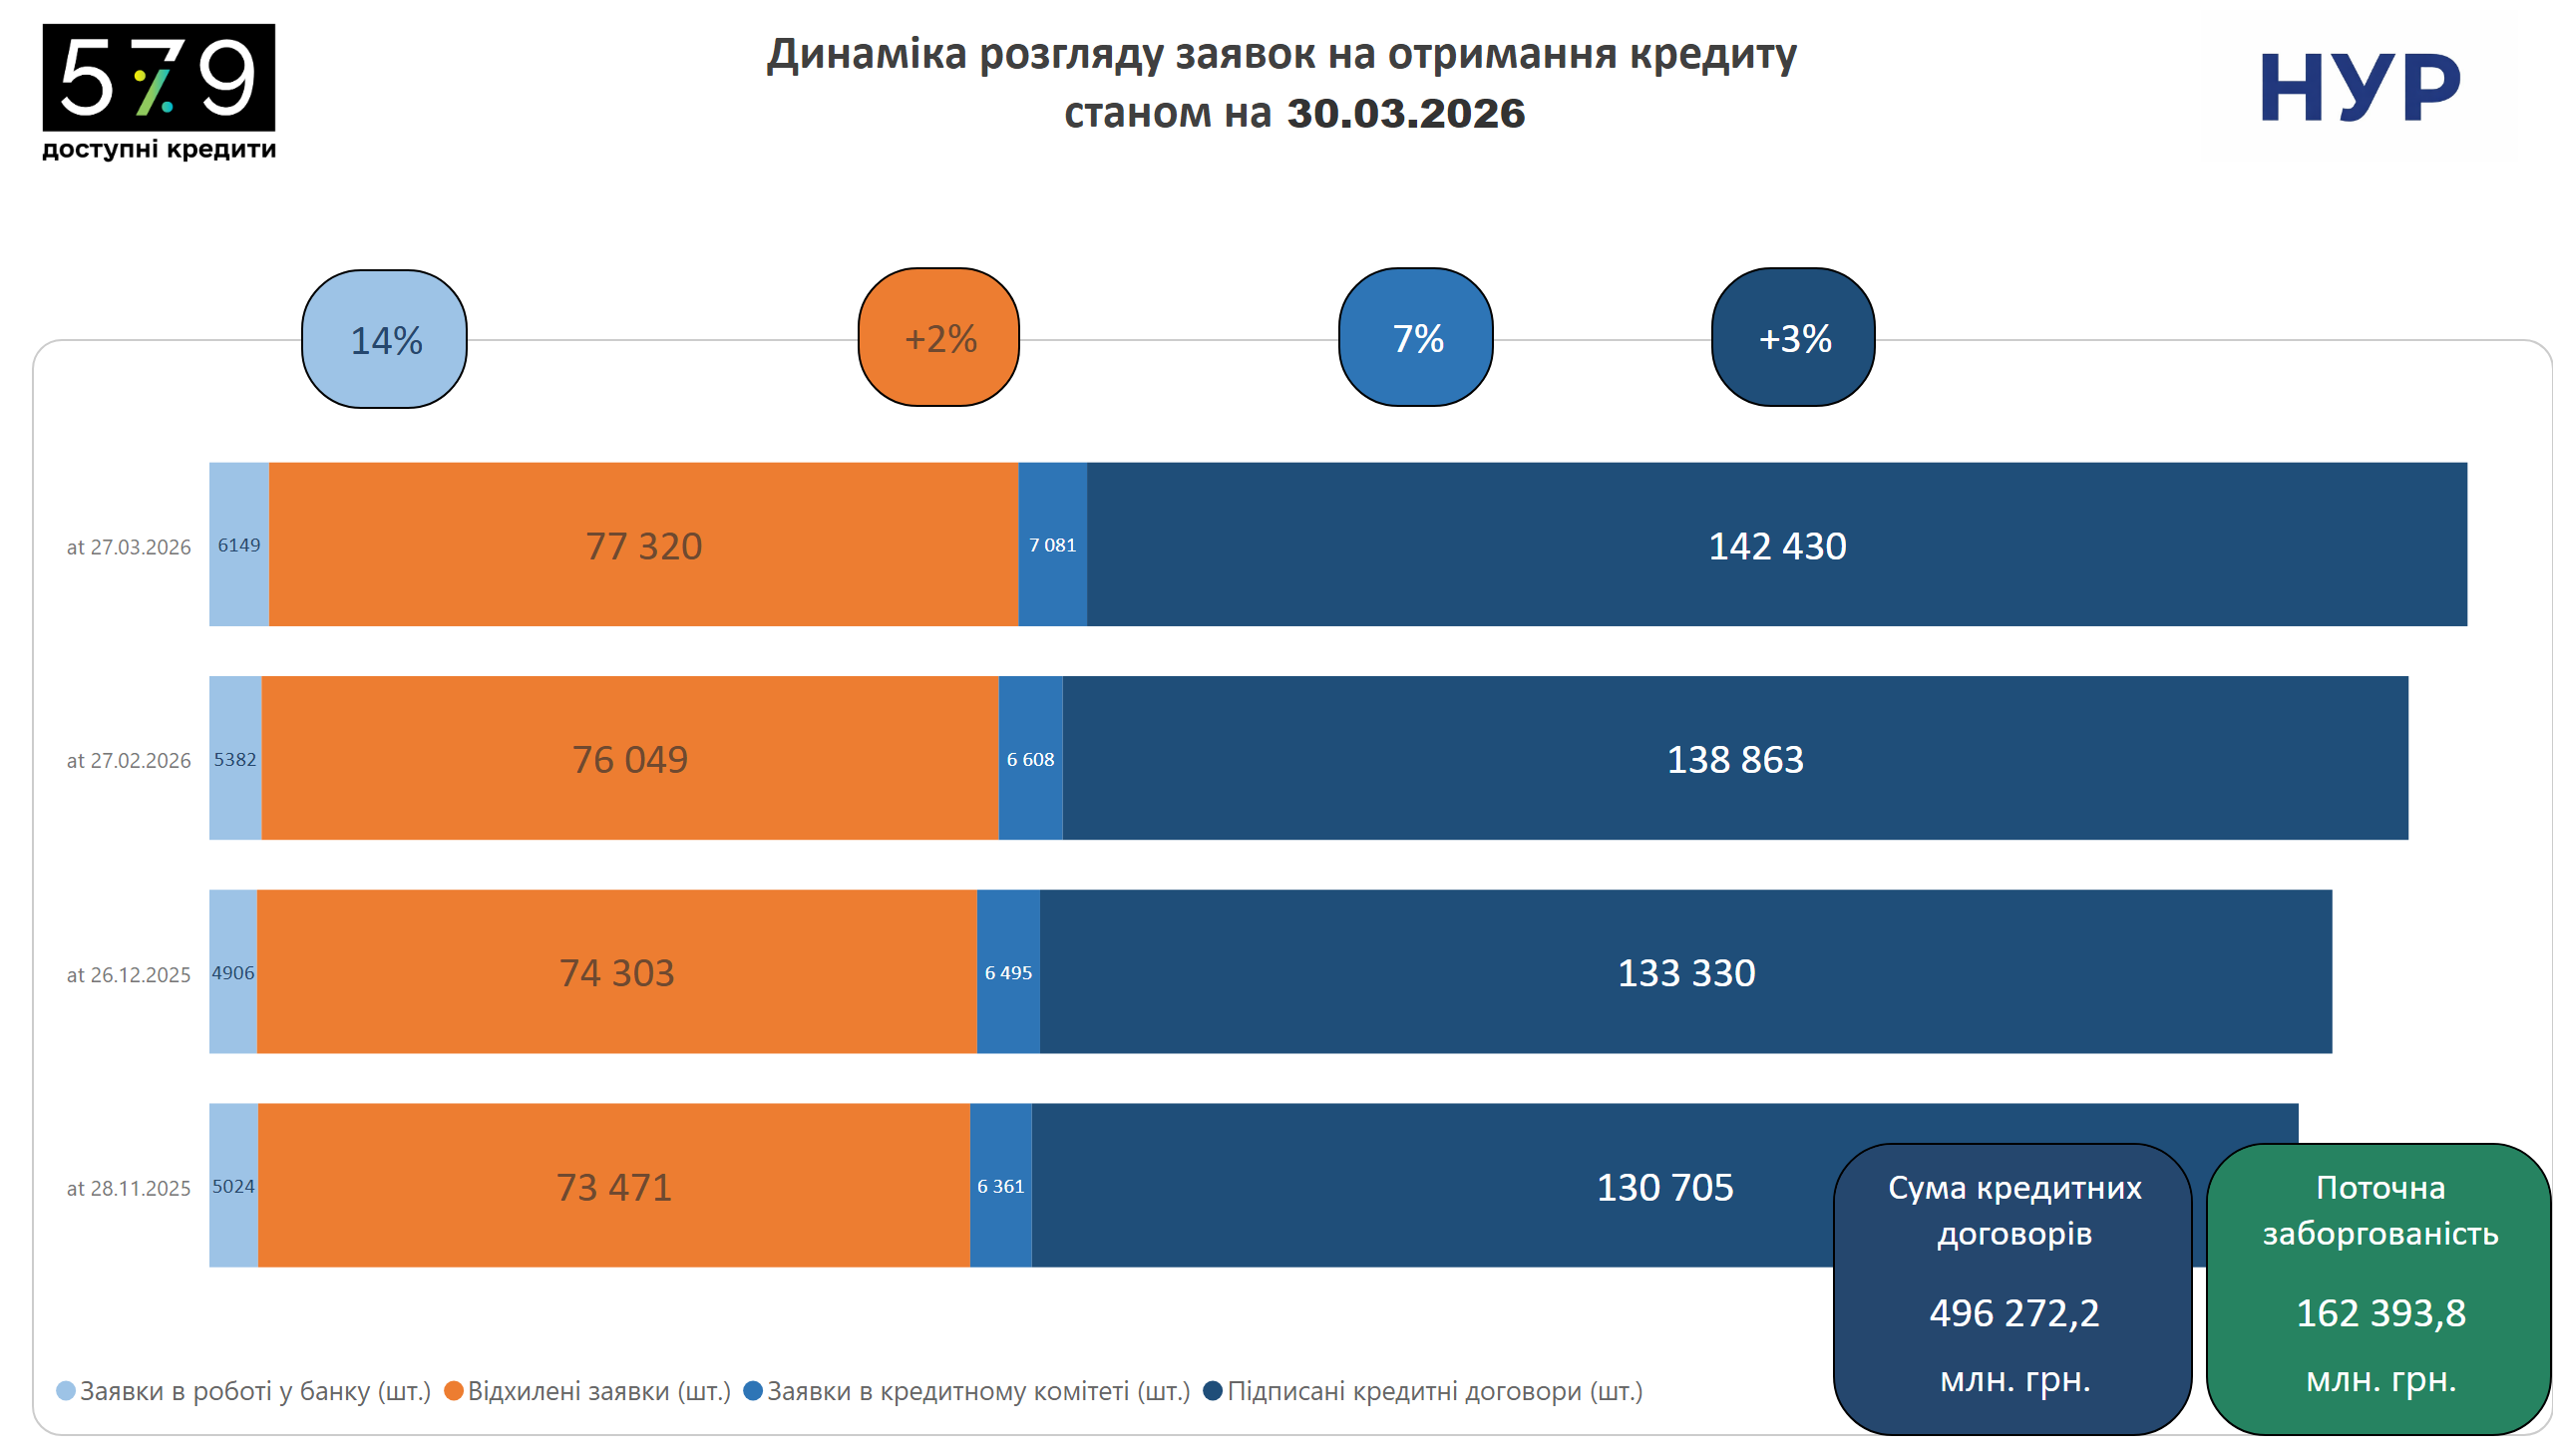 5%9
доступні кредити
Динаміка розгляду заявок на отримання кредиту
станом на 30.03.2026
НУР
14%
+2%
7%
+3%
at 27.03.2026
6149
77 320
7 081
142 430
at 27.02.2026
5382
76 049
6 608
138 863
at 26.12.2025
4906
74 303
6 495
133 330
at 28.11.2025
5024
73 471
6 361
130 705
Сума кредитних
договорів
496 272,2
млн. грн.
Поточна
заборгованість
162 393,8
млн. грн.
Заявки в роботі у банку (шт.) Відхилені заявки (шт.) Заявки в кредитному комітеті (шт.) Підписані кредитні договори (шт.)